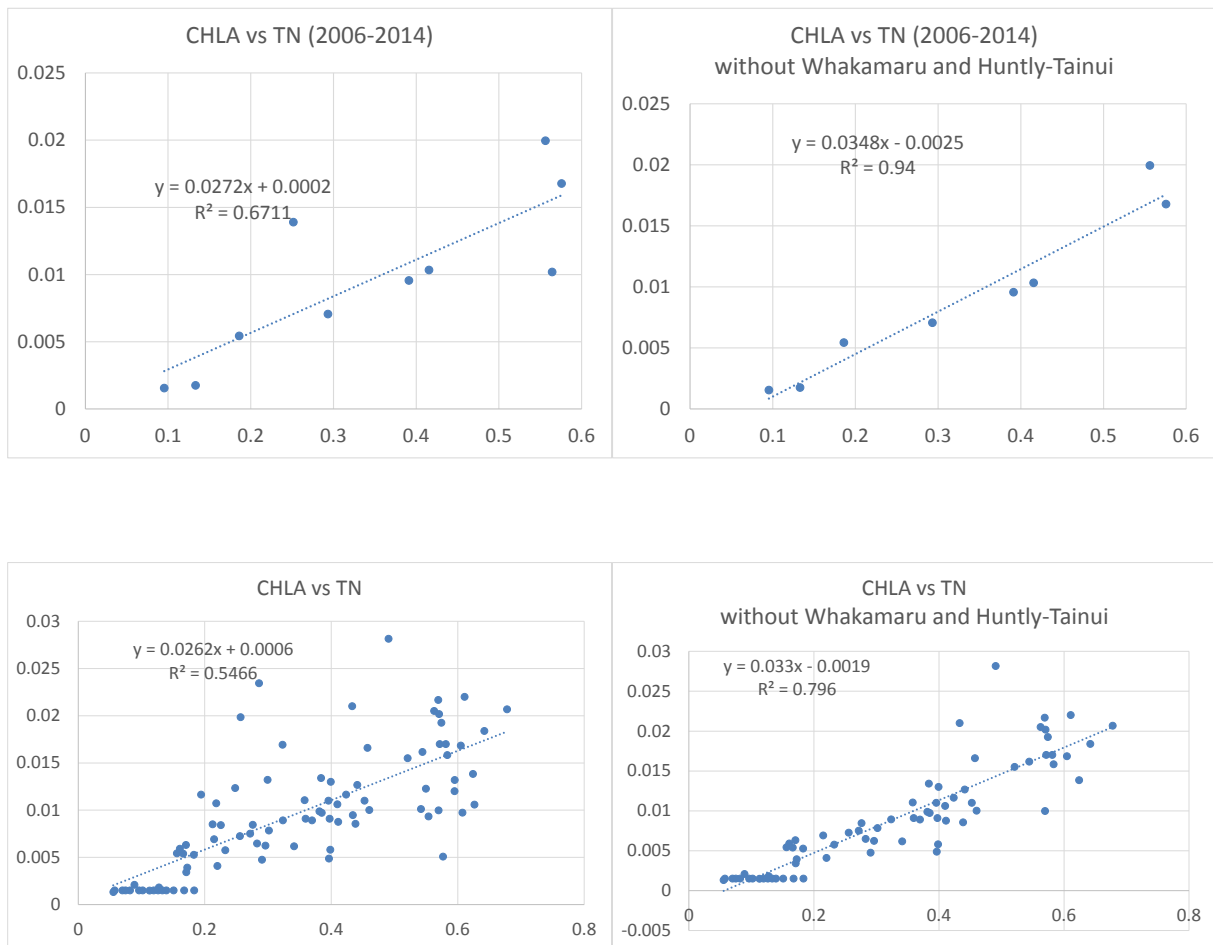 CHLA vs TN (2006-2014)
0.025
0.02
0.015
0.01
0.005
0
y = 0.0272x + 0.0002
R² = 0.6711
0 0.1 0.2 0.3 0.4 0.5 0.6
CHLA vs TN (2006-2014)
without Whakamaru and Huntly-Tainui
0.025
0.02
0.015
0.01
0.005
0
y = 0.0348x - 0.0025
R² = 0.94
0 0.1 0.2 0.3 0.4 0.5 0.6
CHLA vs TN
0.03
0.025
0.02
0.015
0.01
0.005
0
y = 0.0262x + 0.0006
R² = 0.5466
0 0.2 0.4 0.6 0.8
CHLA vs TN
without Whakamaru and Huntly-Tainui
0.03
0.025
0.02
0.015
0.01
0.005
0
-0.005
y = 0.033x - 0.0019
R² = 0.796
0 0.2 0.4 0.6 0.8